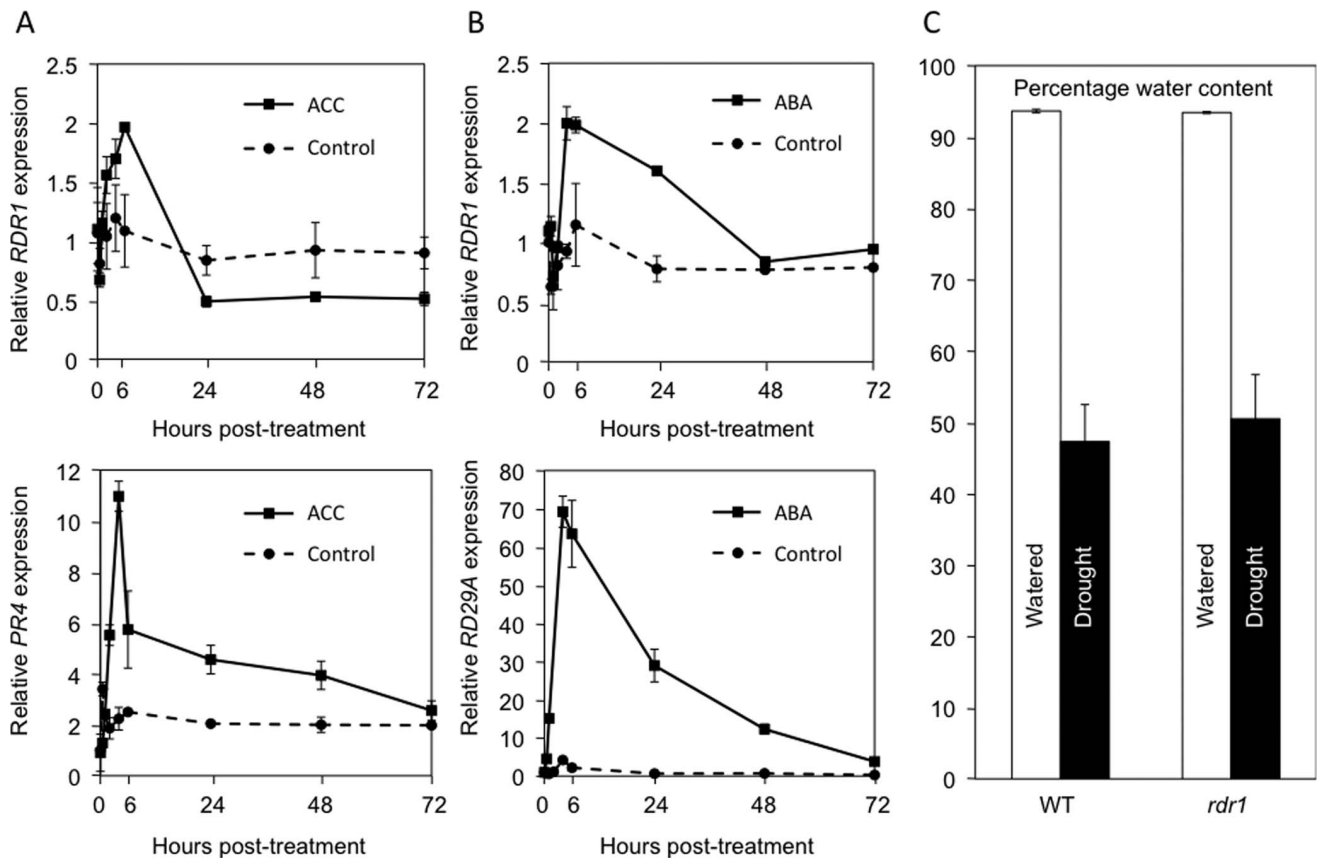 A
Relative RDR1 expression
2.5
2
1.5
1
0.5
0
ACC
Control
0 6 24 48 72
Hours post-treatment
Relative PR4 expression
12
10
8
6
4
2
0
ACC
Control
0 6 24 48 72
Hours post-treatment
B
Relative RDR1 expression
2.5
2
1.5
1
0.5
0
ABA
Control
0 6 24 48 72
Hours post-treatment
Relative RD29A expression
80
70
60
50
40
30
20
10
0
ABA
Control
0 6 24 48 72
Hours post-treatment
C
Percentage water content
100
90
80
70
60
50
40
30
20
10
0
Watered
Drought
Watered
Drought
WT rdr1